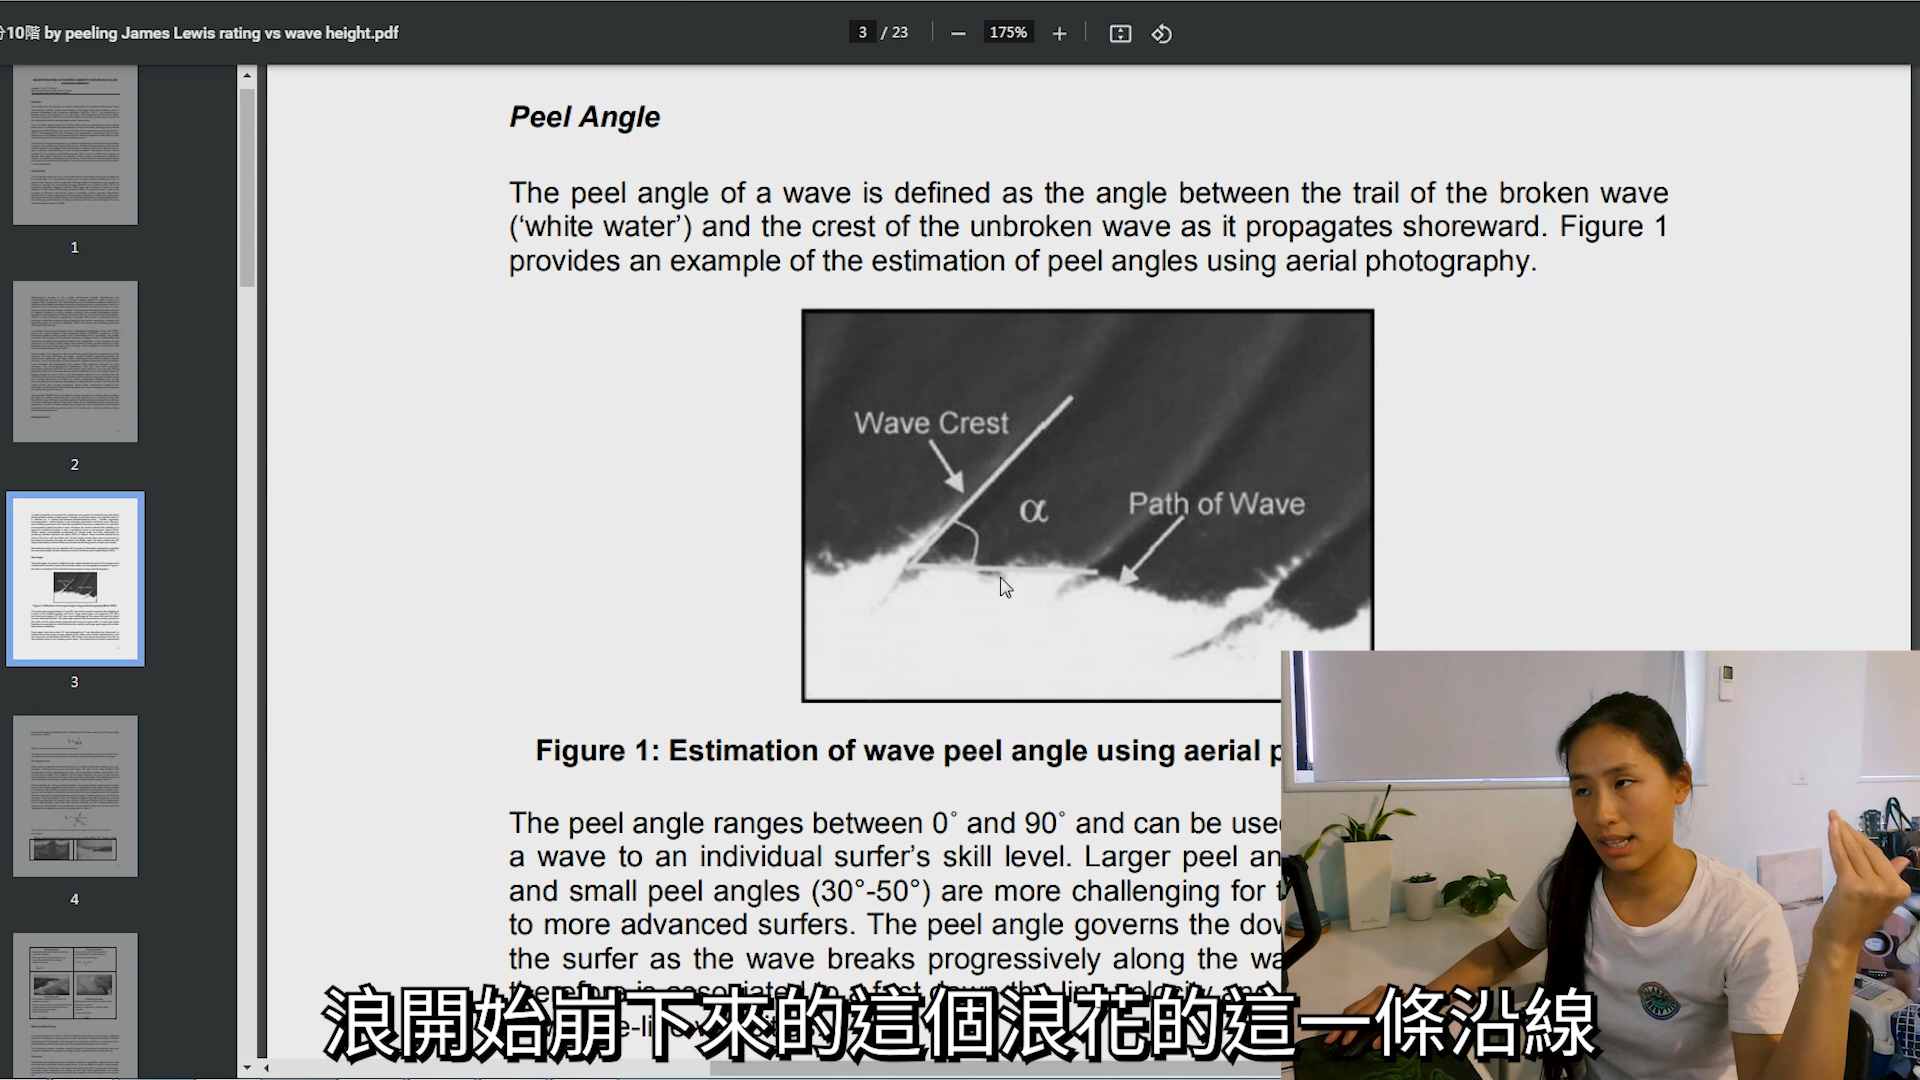 10階 by peeling James Lewis rating vs wave height.pdf
3 / 23
175%
Peel Angle
The peel angle of a wave is defined as the angle between the trail of the broken wave
(‘white water’) and the crest of the unbroken wave as it propagates shoreward. Figure 1
provides an example of the estimation of peel angles using aerial photography.
Wave Crest
α
Path of Wave
Figure 1: Estimation of wave peel angle using aerial
The peel angle ranges between 0˚ and 90˚ and can be
a wave to an individual surfer’s skill level. Larger peel
and small peel angles (30°-50°) are more challenging for
to more advanced surfers. The peel angle governs the
the surfer as the wave breaks progressively along the
浪開始崩下來的這個浪花的這一條沿線
1
2
3
4